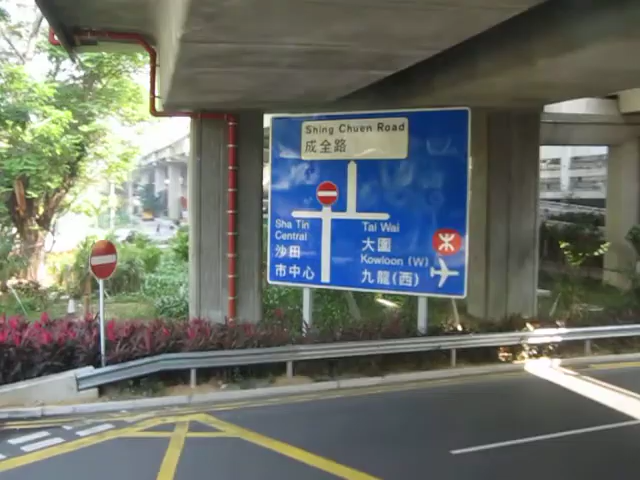 Shing Chuen Road
成全路
Sha Tin
Central
沙田
市中心
Tai Wai
大圍
Kowloon (W)
九龍(西)